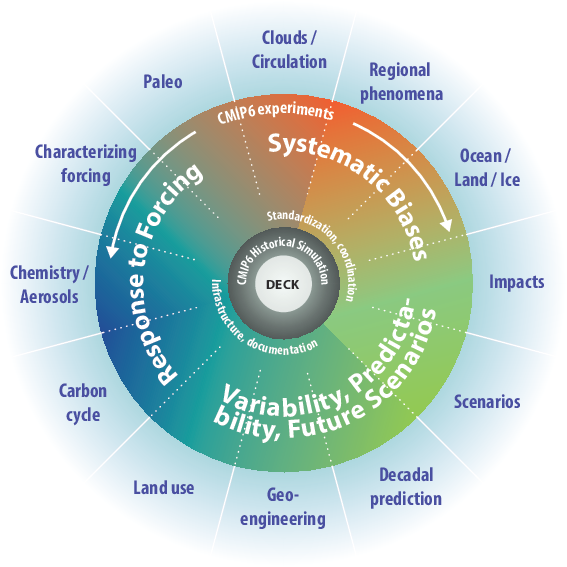 Clouds /
Circulation
Regional
phenomena
Ocean /
Land / Ice
Impacts
Scenarios
Decadal
prediction
Geo-
engineering
Land use
Carbon
cycle
Chemistry /
Aerosols
Characterizing
forcing
Paleo
CMIP6 experiments
Systematic Biases
Response to Forcing
Variability, Predicta-
bility, Future Scenarios
Standardization, coordination
Infrastructure, documentation
CMIP6 Historical Simulation
DECK